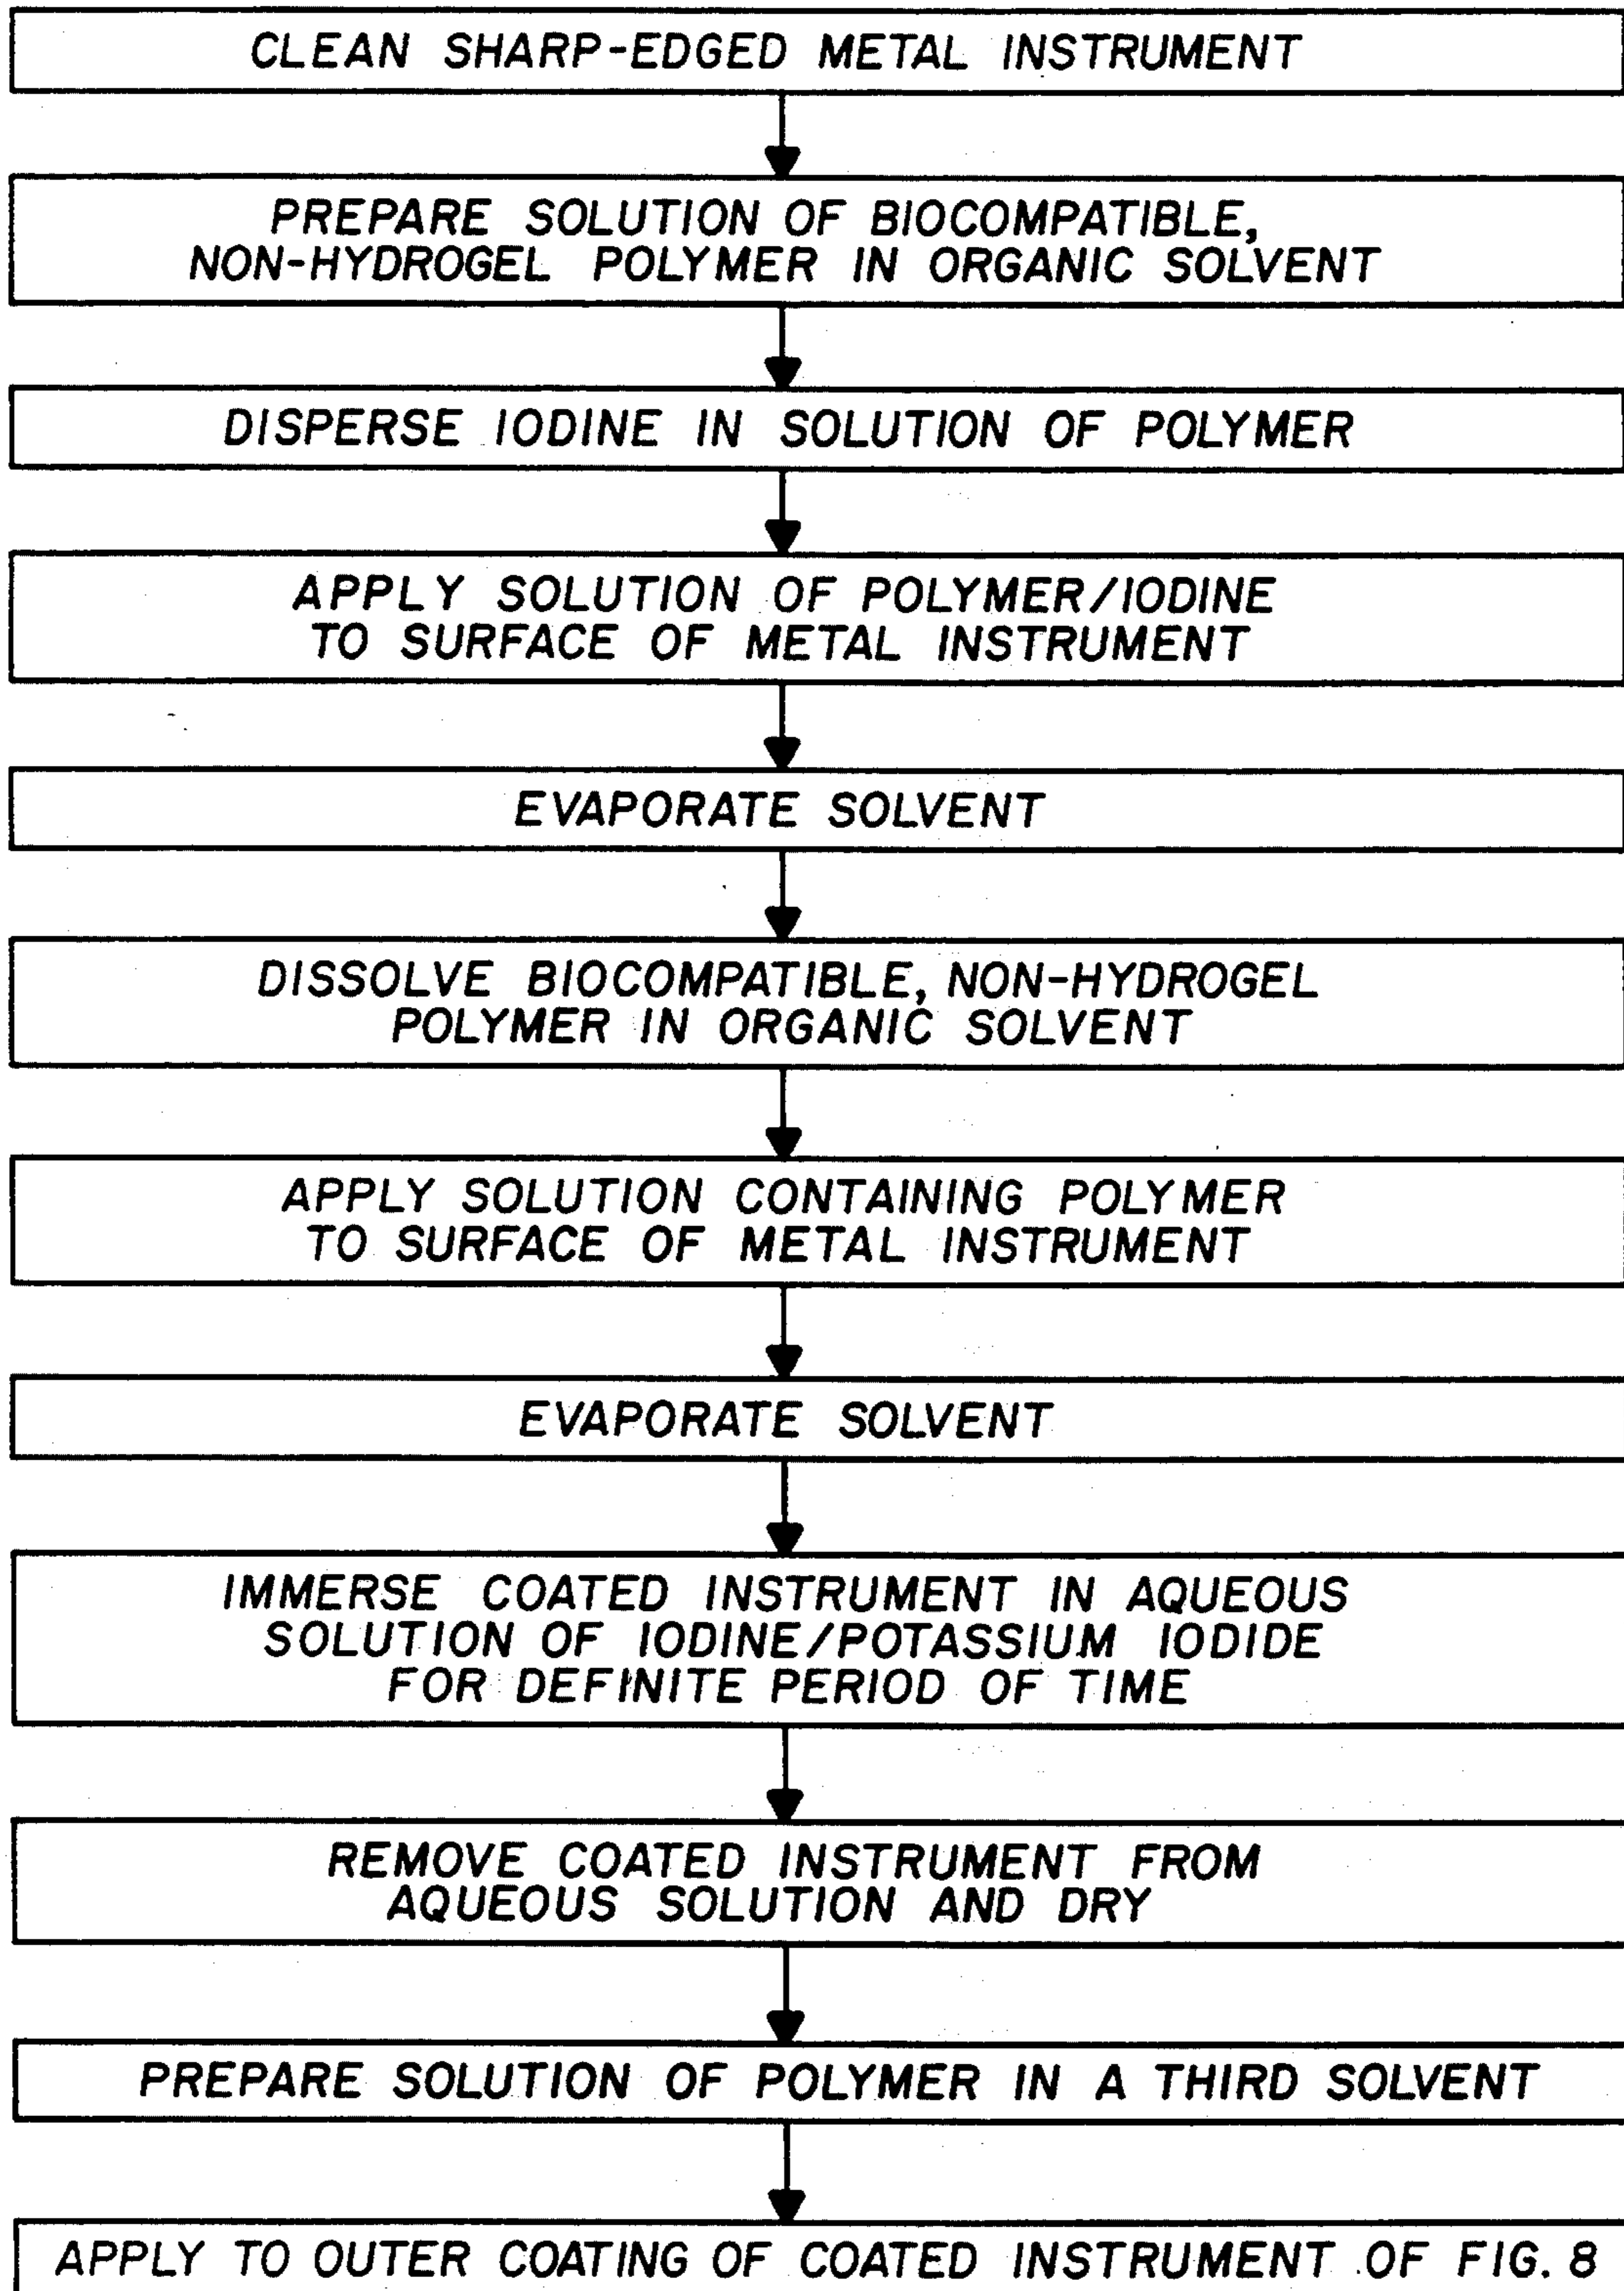 CLEAN SHARP-EDGED METAL INSTRUMENT
PREPARE SOLUTION OF BIOCOMPATIBLE,
NON-HYDROGEL POLYMER IN ORGANIC SOLVENT
DISPERSE IODINE IN SOLUTION OF POLYMER
APPLY SOLUTION OF POLYMER/IODINE
TO SURFACE OF METAL INSTRUMENT
EVAPORATE SOLVENT
DISSOLVE BIOCOMPATIBLE, NON-HYDROGEL
POLYMER IN ORGANIC SOLVENT
APPLY SOLUTION CONTAINING POLYMER
TO SURFACE OF METAL INSTRUMENT
EVAPORATE SOLVENT
IMMERSE COATED INSTRUMENT IN AQUEOUS
SOLUTION OF IODINE/POTASSIUM IODIDE
FOR DEFINITE PERIOD OF TIME
REMOVE COATED INSTRUMENT FROM
AQUEOUS SOLUTION AND DRY
PREPARE SOLUTION OF POLYMER IN A THIRD SOLVENT
APPLY TO OUTER COATING OF COATED INSTRUMENT OF FIG. 8